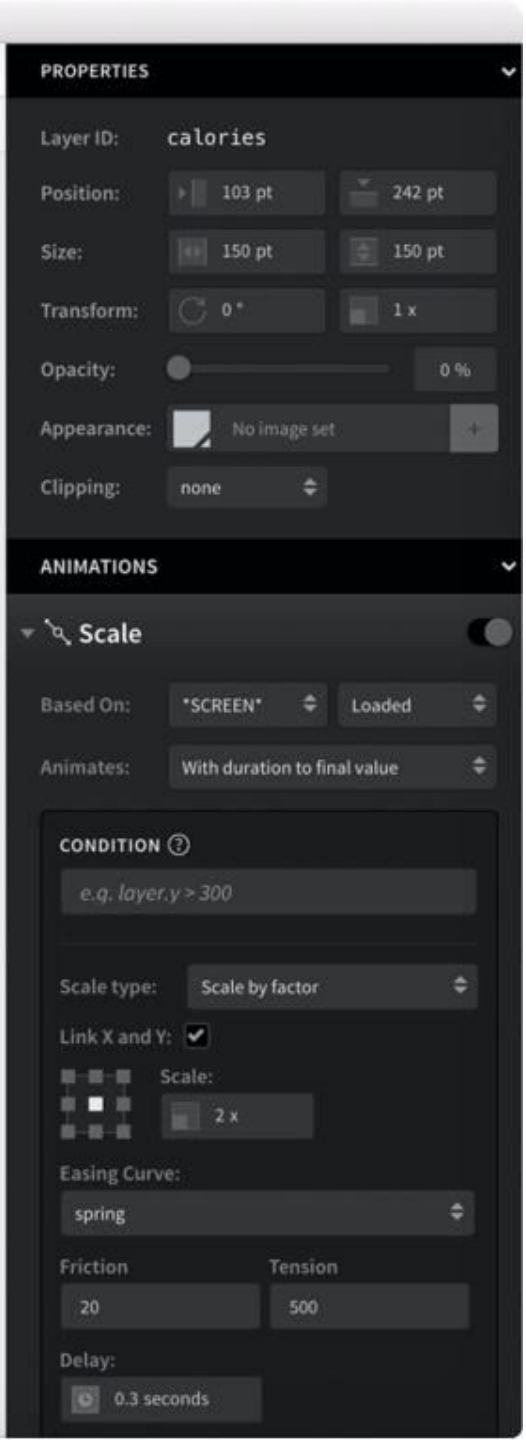 PROPERTIES
Layer ID: calories
Position: 103 pt 242 pt
Size: 150 pt 150 pt
Transform: 0° 1 x
Opacity: 0 %
Appearance: No image set +
Clipping: none
ANIMATIONS
Scale
Based On: *SCREEN* Loaded
Animates: With duration to final value
CONDITION ?
e.g. layer.y > 300
Scale type: Scale by factor
Link X and Y:
Scale:
2 x
Easing Curve:
spring
Friction Tension
20 500
Delay:
0.3 seconds